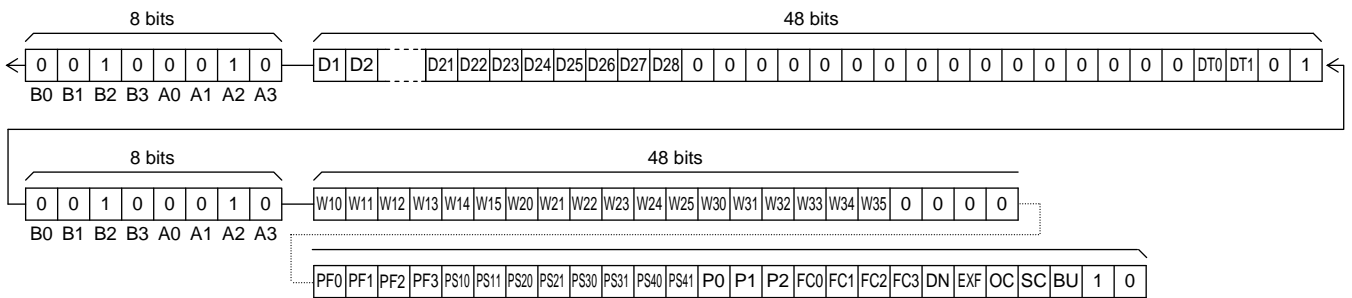 8 bits 48 bits
0 0 1 0 0 0 1 0 D1 D2 D21 D22 D23 D24 D25 D26 D27 D28 0 0 0 0 0 0 0 0 0 0 0 0 0 0 0 0 DT0 DT1 0 1
B0 B1 B2 B3 A0 A1 A2 A3
8 bits 48 bits
0 0 1 0 0 0 1 0 W10 W11 W12 W13 W14 W15 W20 W21 W22 W23 W24 W25 W30 W31 W32 W33 W34 W35 0 0 0 0
B0 B1 B2 B3 A0 A1 A2 A3
PF0 PF1 PF2 PF3 PS10 PS11 PS20 PS21 PS30 PS31 PS40 PS41 P0 P1 P2 FC0 FC1 FC2 FC3 DN EXF OC SC BU 1 0